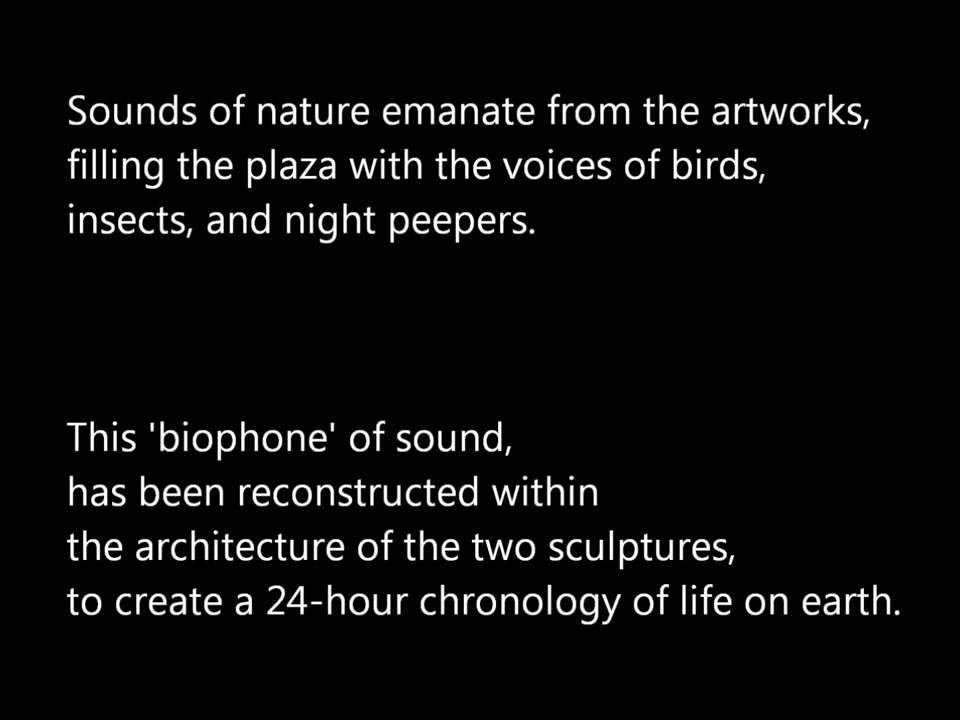 Sounds of nature emanate from the artworks,
filling the plaza with the voices of birds,
insects, and night peepers.
This 'biophone' of sound,
has been reconstructed within
the architecture of the two sculptures,
to create a 24-hour chronology of life on earth.